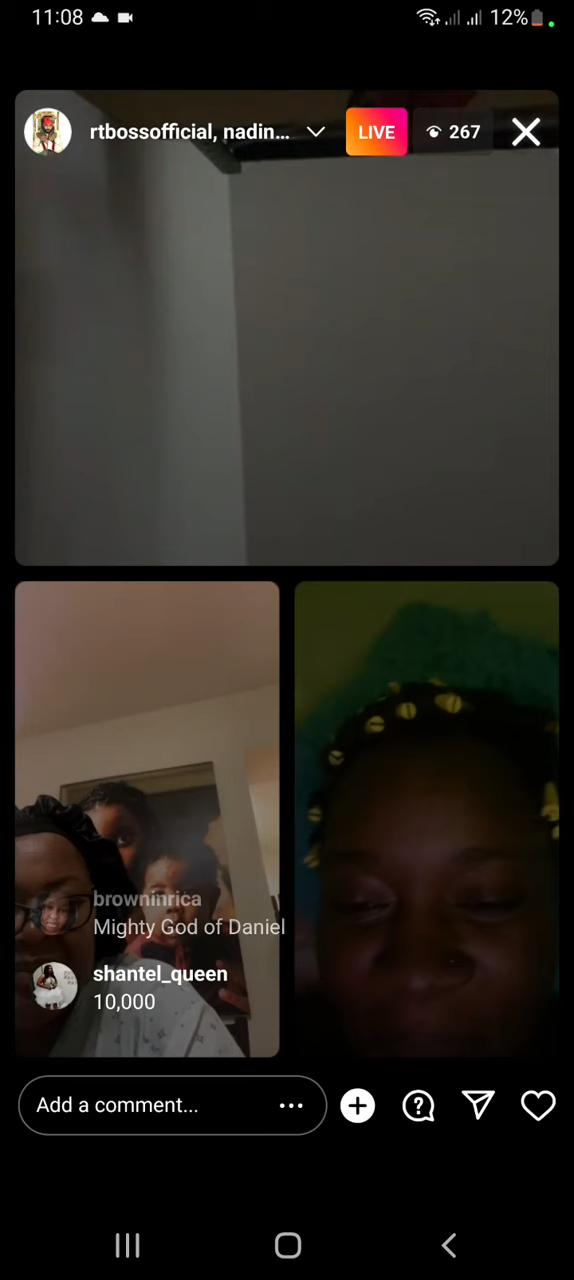 11:08 12%
rtbossofficial, nadin... LIVE 267
browninrica
Mighty God of Daniel
shantel_queen
10,000
Add a comment...